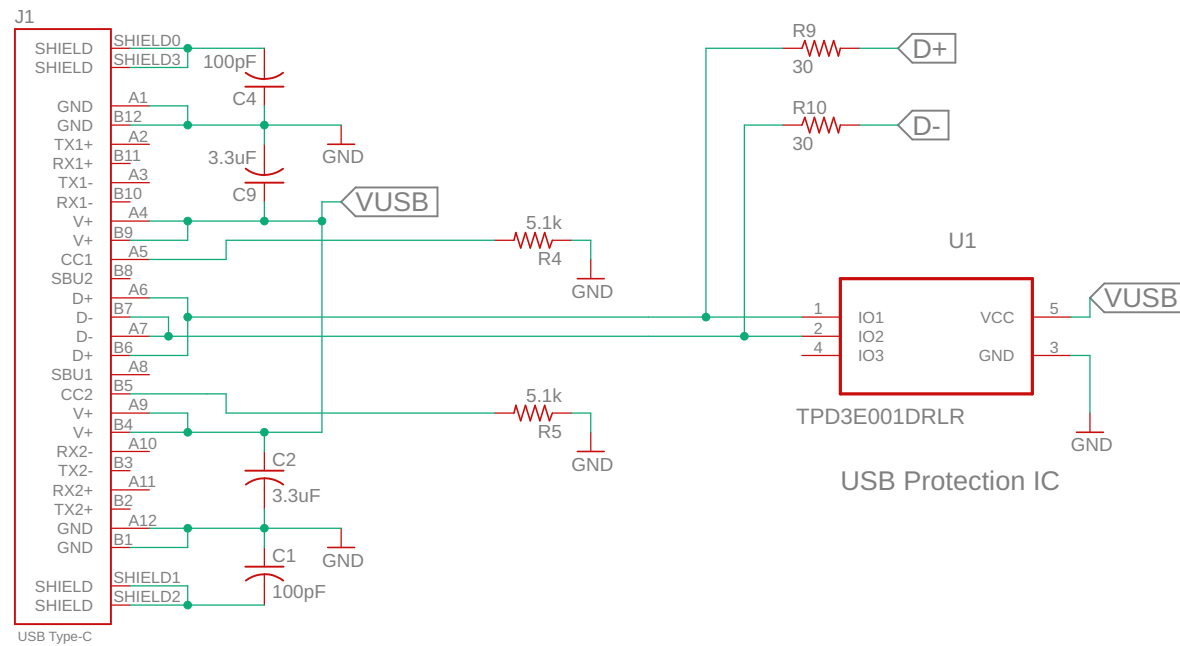 J1
SHIELD SHIELD0
SHIELD SHIELD3
100pF
C4
GND A1
GND B12
TX1+ A2
RX1+ B11
TX1- A3
RX1- B10
V+ A4
V+ B9
CC1 A5
SBU2 B8
D+ A6
D- B7
D- A7
D+ B6
SBU1 A8
CC2 B5
V+ A9
V+ B4
RX2- A10
TX2- B3
RX2+ A11
TX2+ B2
GND A12
GND B1
SHIELD SHIELD1
SHIELD SHIELD2
USB Type-C
GND
3.3uF
C9
VUSB
5.1k
R4
GND
5.1k
R5
GND
C2
3.3uF
GND
C1
100pF
R9
30
D+
R10
30
D-
U1
1 IO1 VCC 5
2 IO2
4 IO3 GND 3
VUSB
GND
TPD3E001DRLR
USB Protection IC